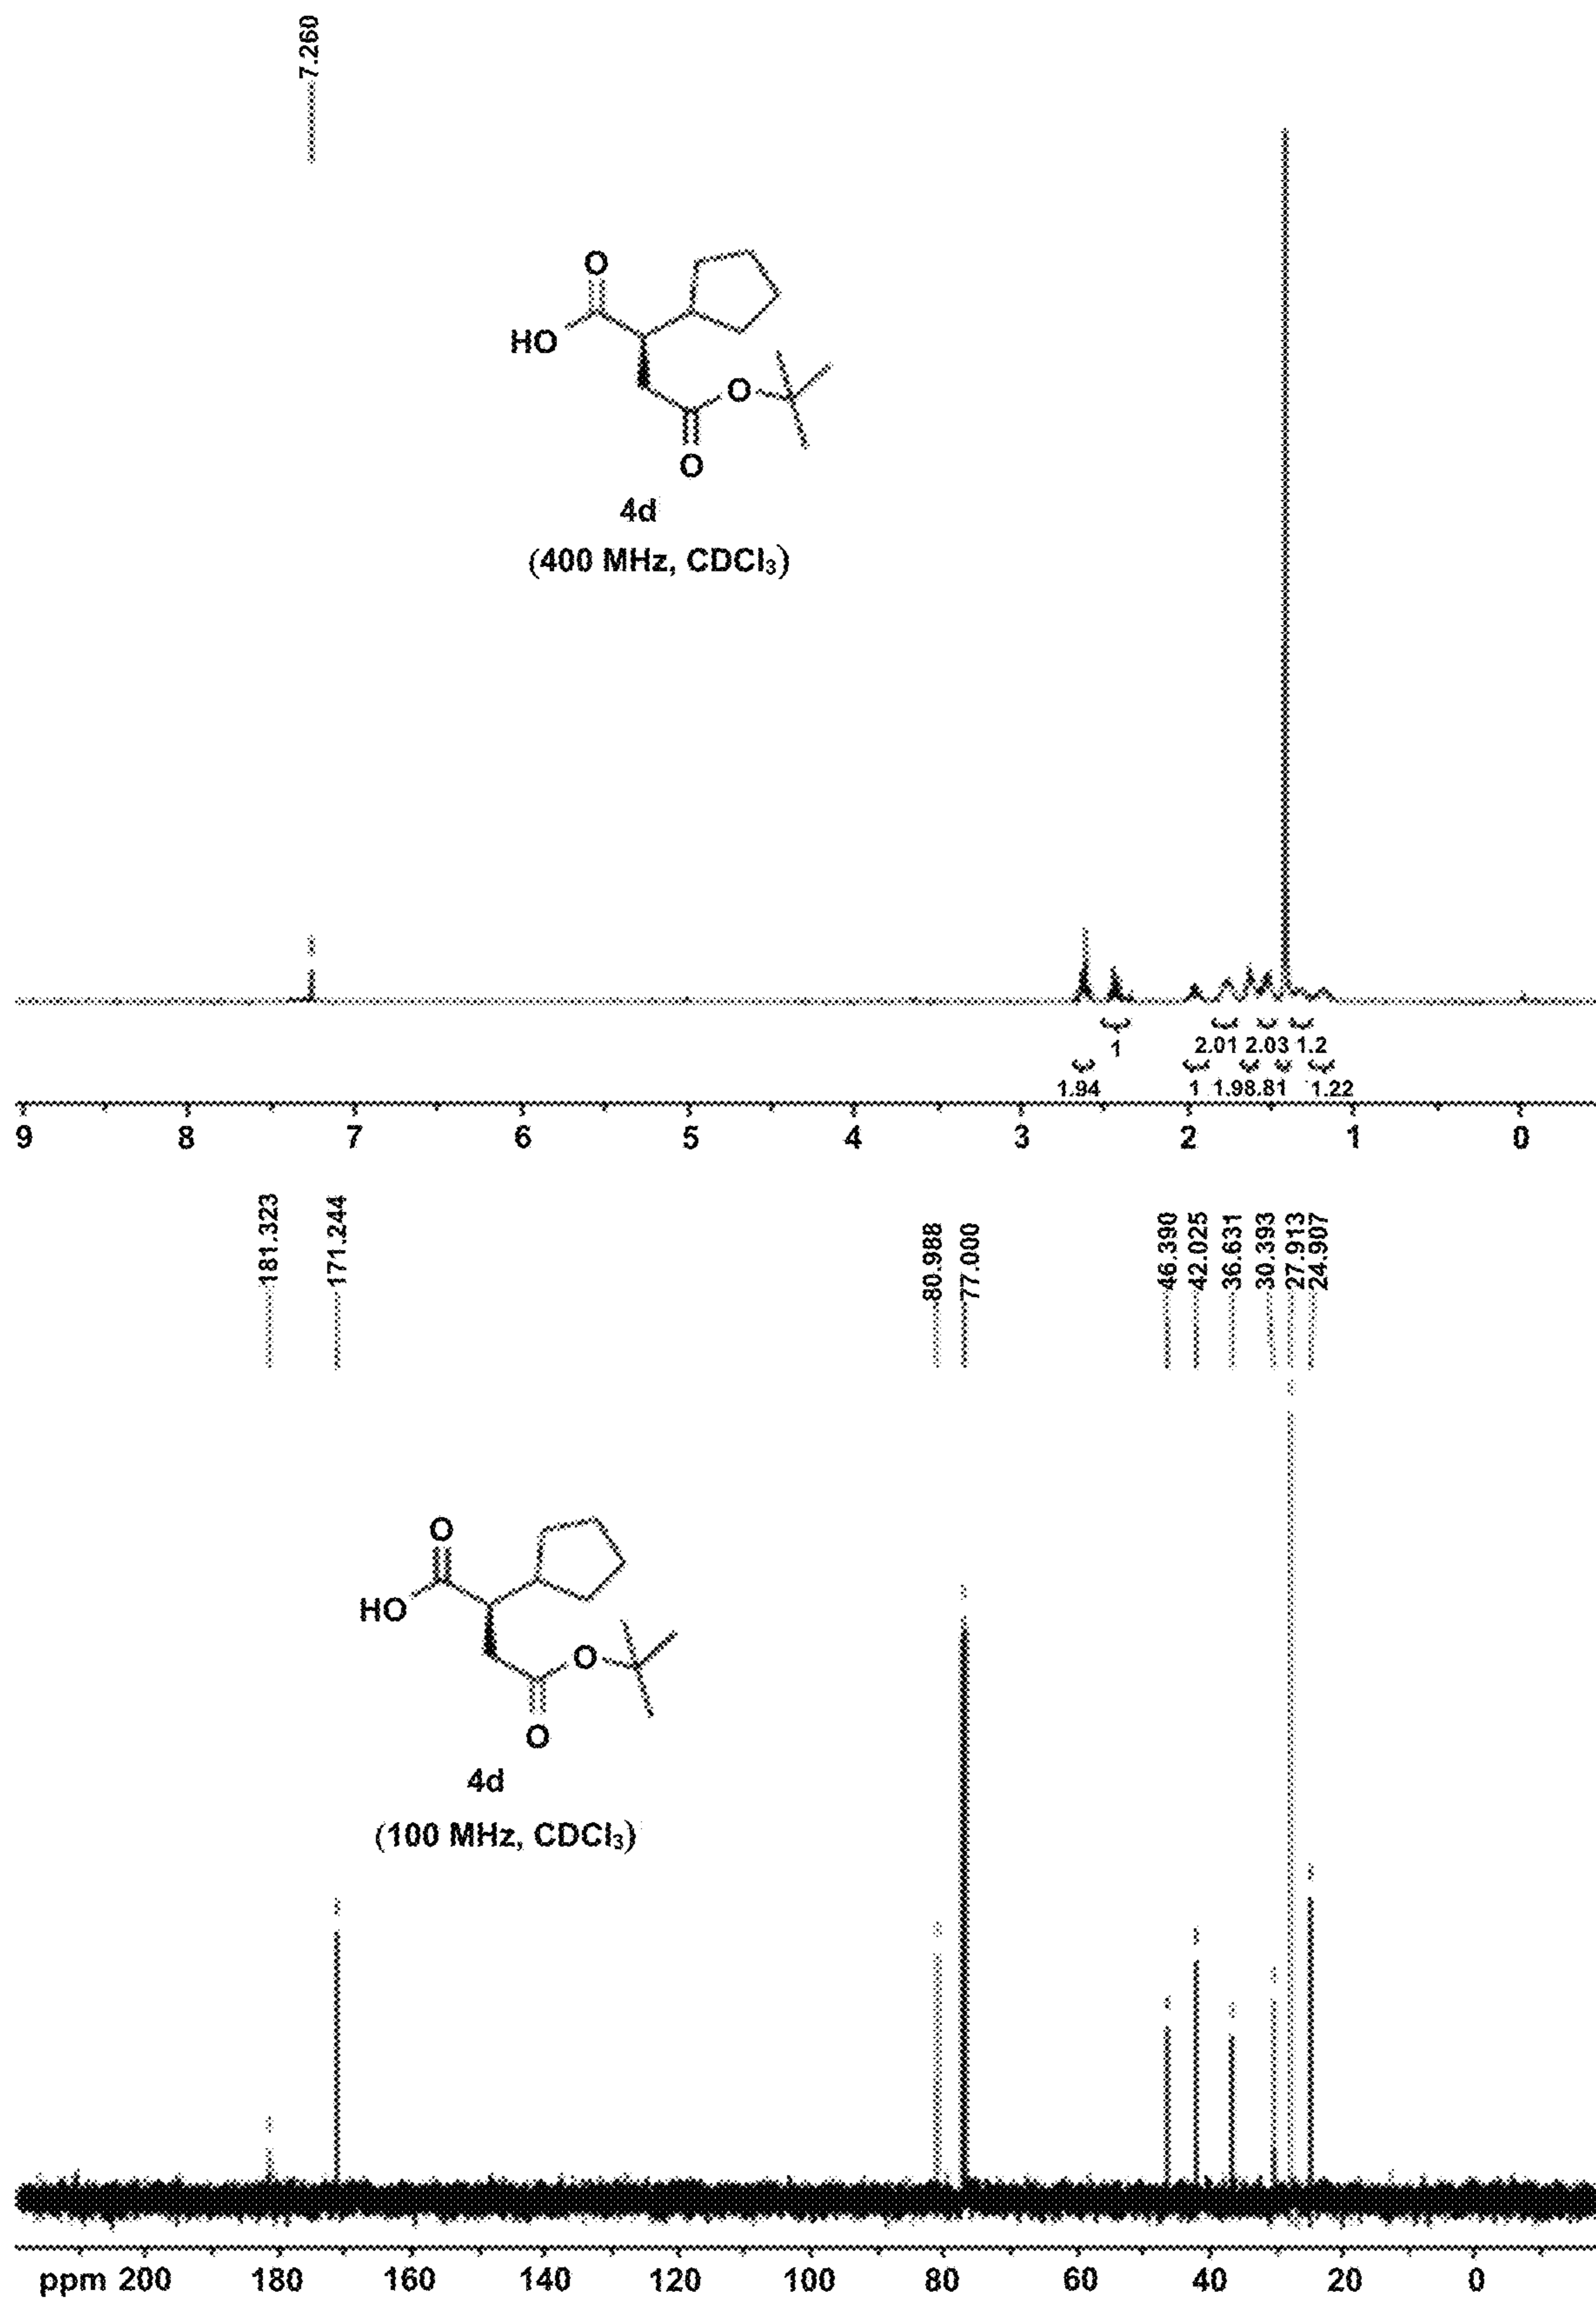 7.260
O
HO
O
O
4d
(400 MHz, CDCl₃)
1
2.01 2.03 1.2
1.94
1 1.98.81 1.22
9 8 7 6 5 4 3 2 1 0
181.323
171.244
80.988
77.000
46.390
42.025
36.631
30.393
27.913
24.907
O
HO
O
O
4d
(100 MHz, CDCl₃)
ppm 200 180 160 140 120 100 80 60 40 20 0